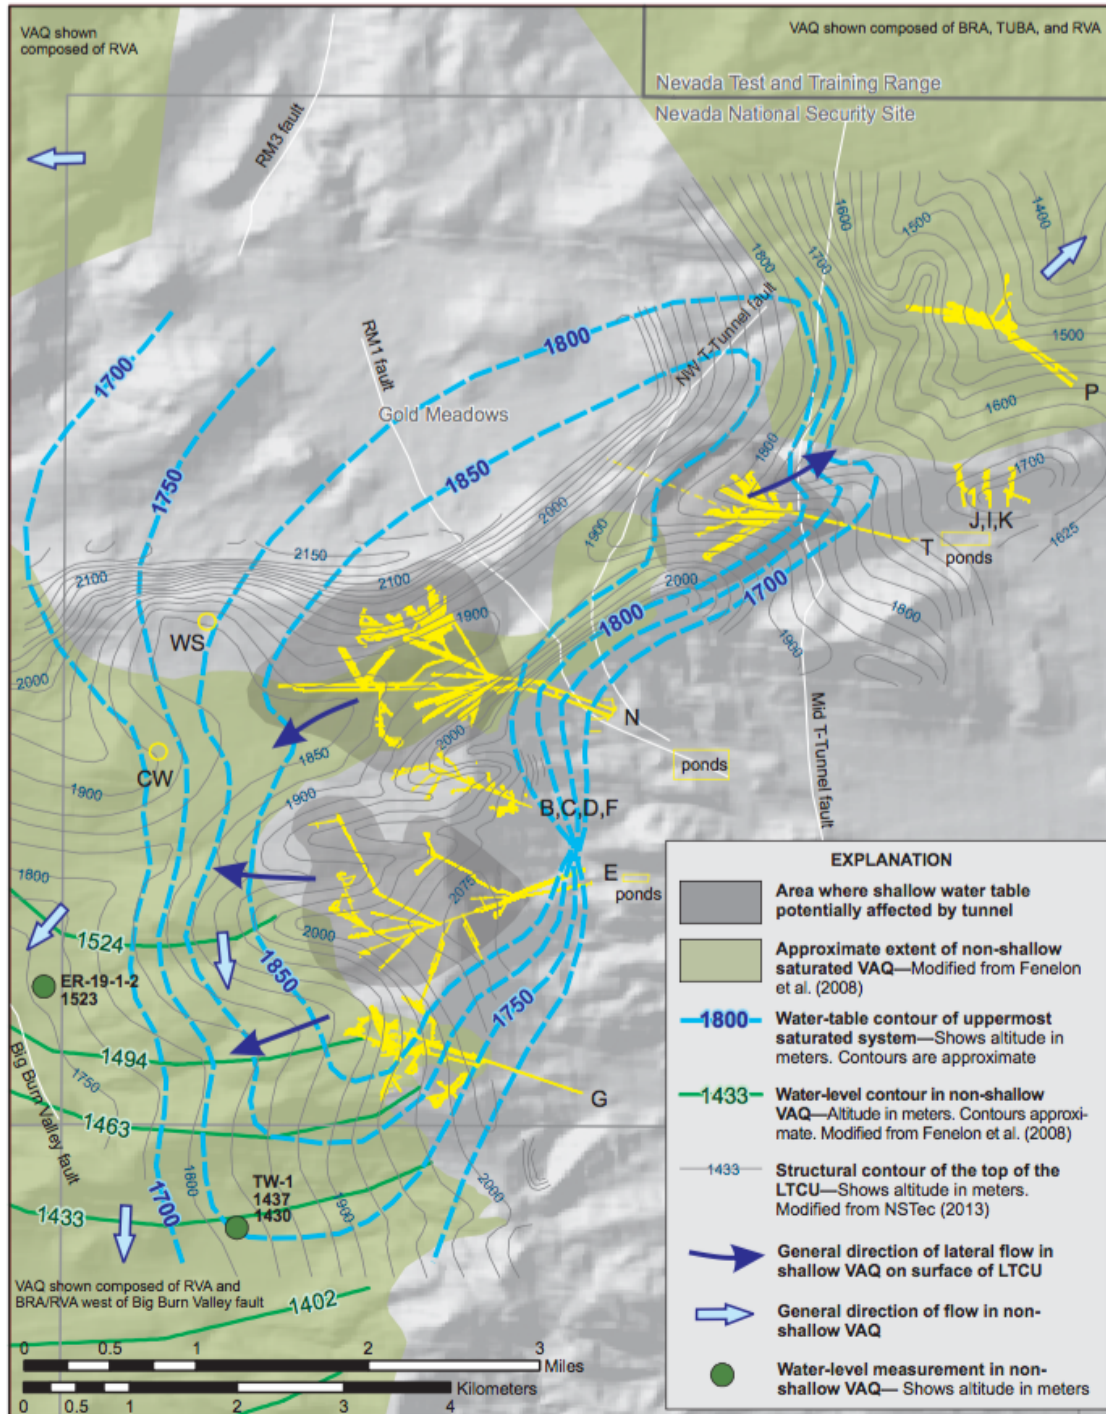 VAQ shown
composed of RVA
VAQ shown composed of BRA, TUBA, and RVA
Nevada Test and Training Range
Nevada National Security Site
RM3 fault
1800
1700
1600
1500
1400
1500
1600
P
NW T-Tunnel fault
RM1 fault
1700
1800
Gold Meadows
1750
1850
1800
1700
J,I,K
1625
T
ponds
2000
1900
2000
1800
1900
2150
2100
2100
1900
1800
1700
WS
2000
N
Mid T-Tunnel fault
ponds
2000
CW
1850
1900
1900
B,C,D,F
E
ponds
1800
2075
2000
1524
ER-19-1-2
1523
1850
1750
1494
Big Burn Valley fault
1750
1463
G
TW-1
1437
1430
1800
1700
1900
2000
1433
VAQ shown composed of RVA and
BRA/RVA west of Big Burn Valley fault
1402
0 0.5 1 2 3
Miles
Kilometers
0 0.5 1 2 3 4
EXPLANATION
Area where shallow water table
potentially affected by tunnel
Approximate extent of non-shallow
saturated VAQ—Modified from Fenelon
et al. (2008)
1800 Water-table contour of uppermost
saturated system—Shows altitude in
meters. Contours are approximate
1433 Water-level contour in non-shallow
VAQ—Altitude in meters. Contours approxi-
mate. Modified from Fenelon et al. (2008)
1433 Structural contour of the top of the
LTCU—Shows altitude in meters.
Modified from NSTec (2013)
General direction of lateral flow in
shallow VAQ on surface of LTCU
General direction of flow in non-
shallow VAQ
Water-level measurement in non-
shallow VAQ— Shows altitude in meters